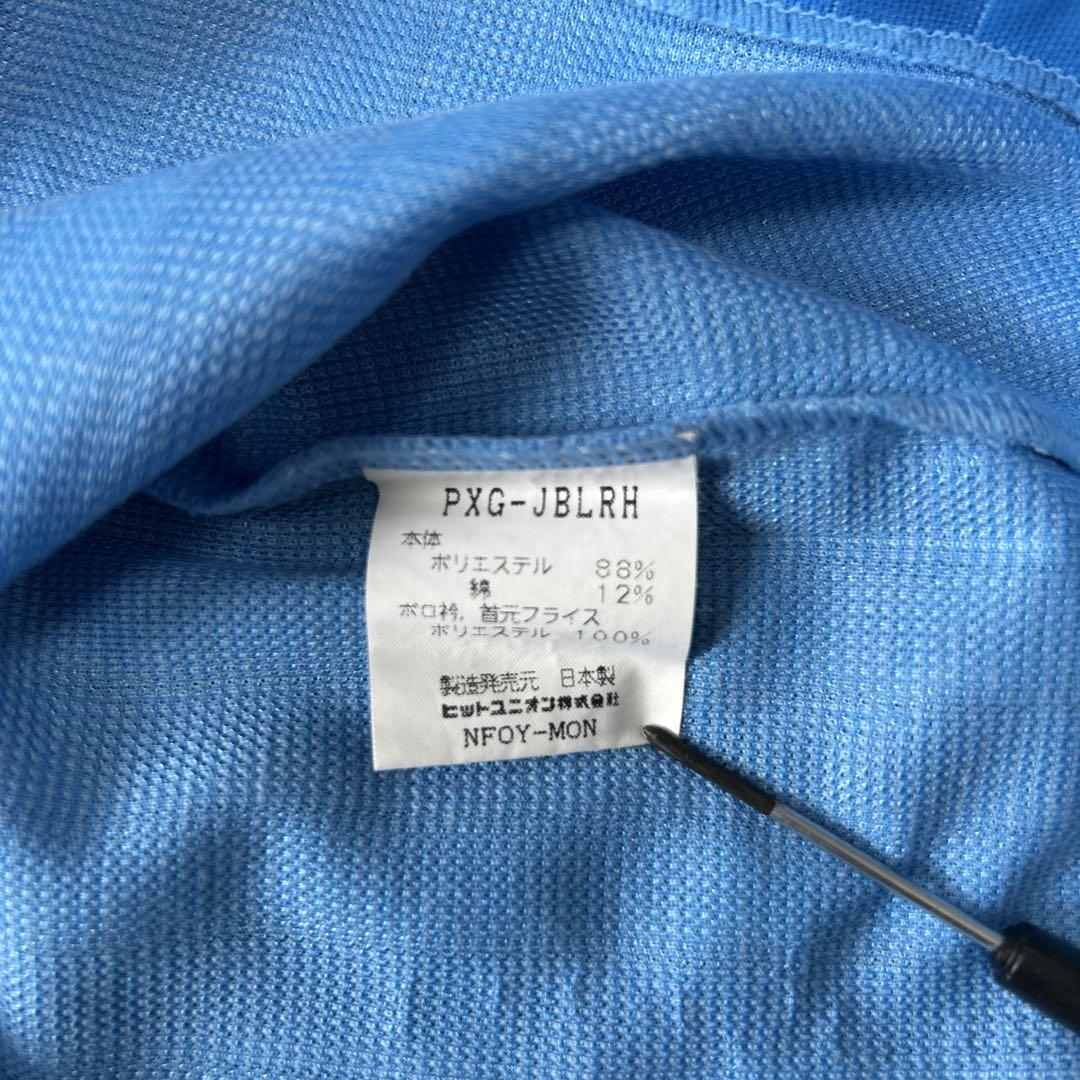 PXG-JBLRH
本体
ポリエステル 88%
綿 12%
ポロ衿,首元フライス
ポリエステル 100%
製造発売元 日本製
ヒットユニオン株式会社
NFOY-MON